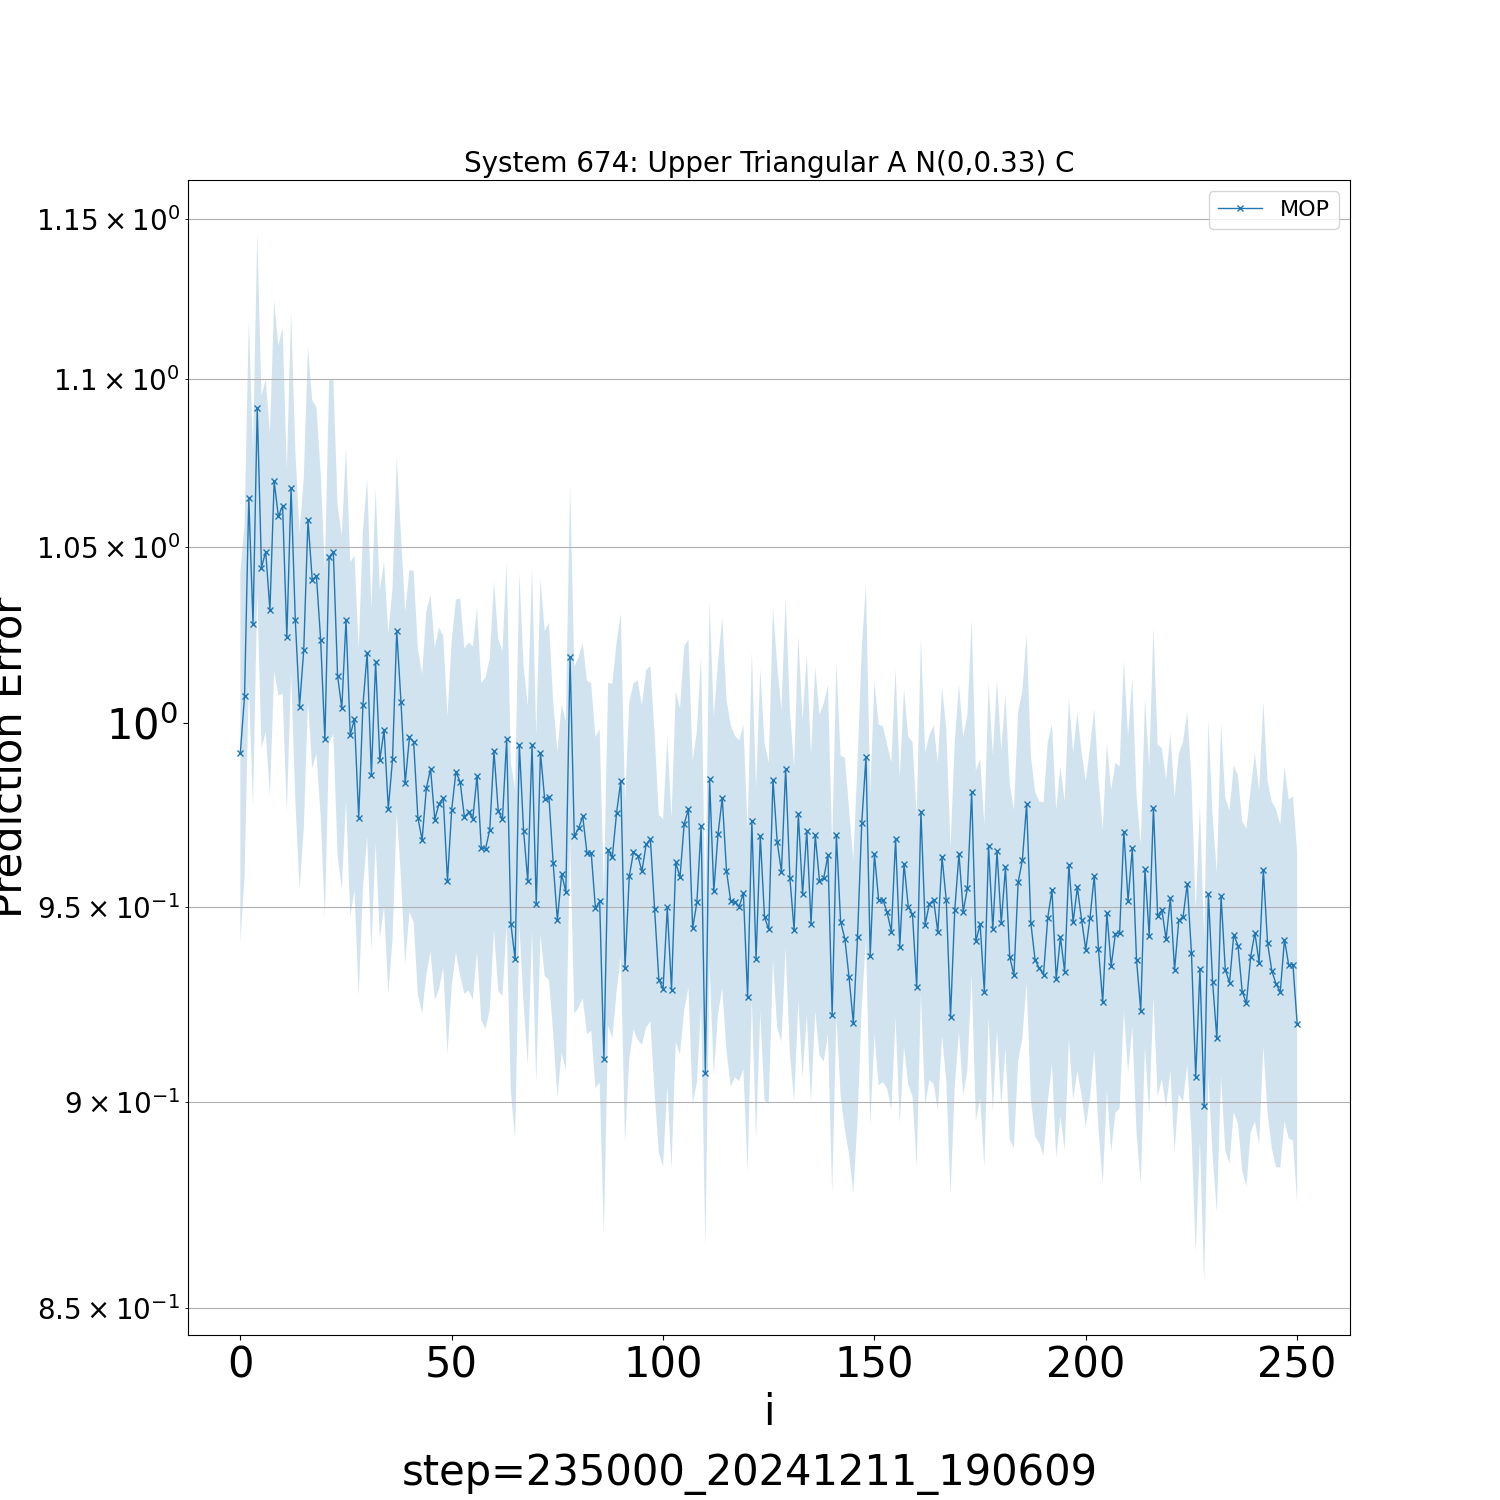 System 674: Upper Triangular A N(0,0.33) C
MOP
1.15 × 10⁰
1.1 × 10⁰
1.05 × 10⁰
10⁰
9.5 × 10⁻¹
9 × 10⁻¹
8.5 × 10⁻¹
Prediction Error
0 50 100 150 200 250
i
step=235000_20241211_190609